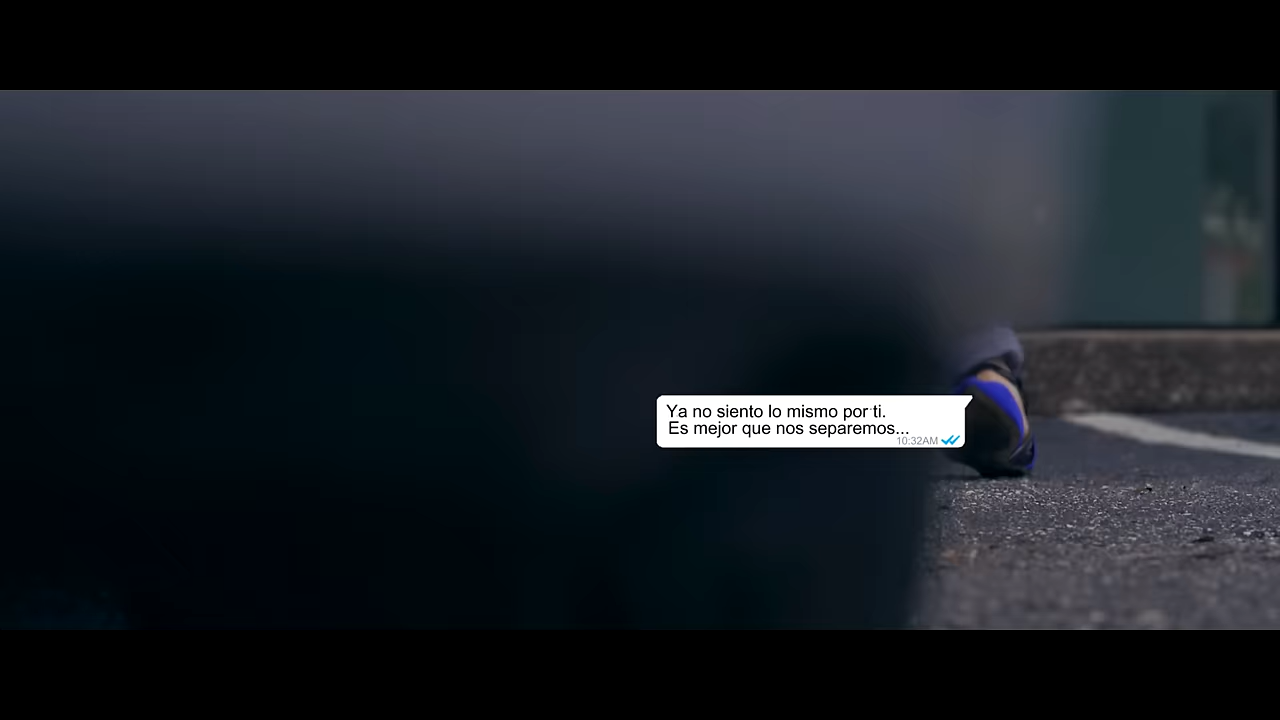 Ya no siento lo mismo por ti.
Es mejor que nos separemos...
10:32AM